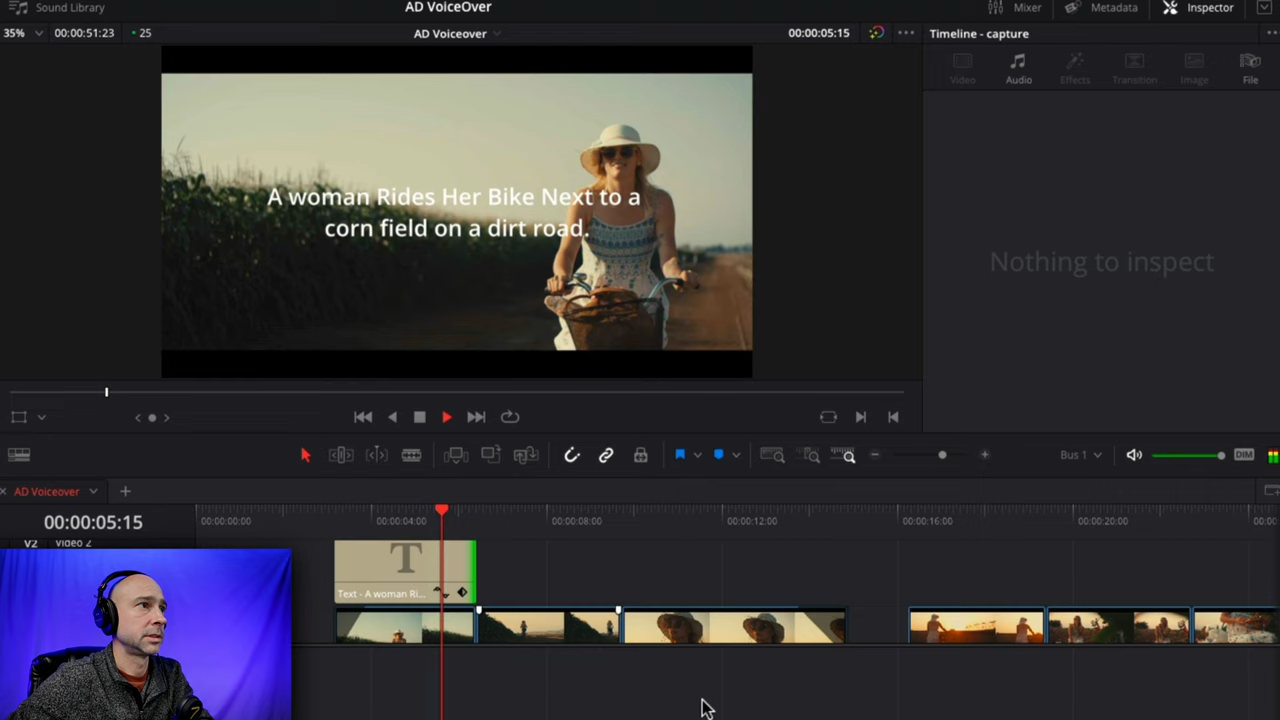 Sound Library
AD VoiceOver
Mixer
Metadata
Inspector
35%
00:00:51:23
25
AD Voiceover
00:00:05:15
Timeline - capture
Video
Audio
Effects
Transition
Image
File
A woman Rides Her Bike Next to a
corn field on a dirt road.
Nothing to inspect
Bus 1
DIM
AD Voiceover
00:00:05:15
00:00:00:00
00:00:04:00
00:00:08:00
00:00:12:00
00:00:16:00
00:00:20:00
V2
Video 2
T
Text - A woman Ri...